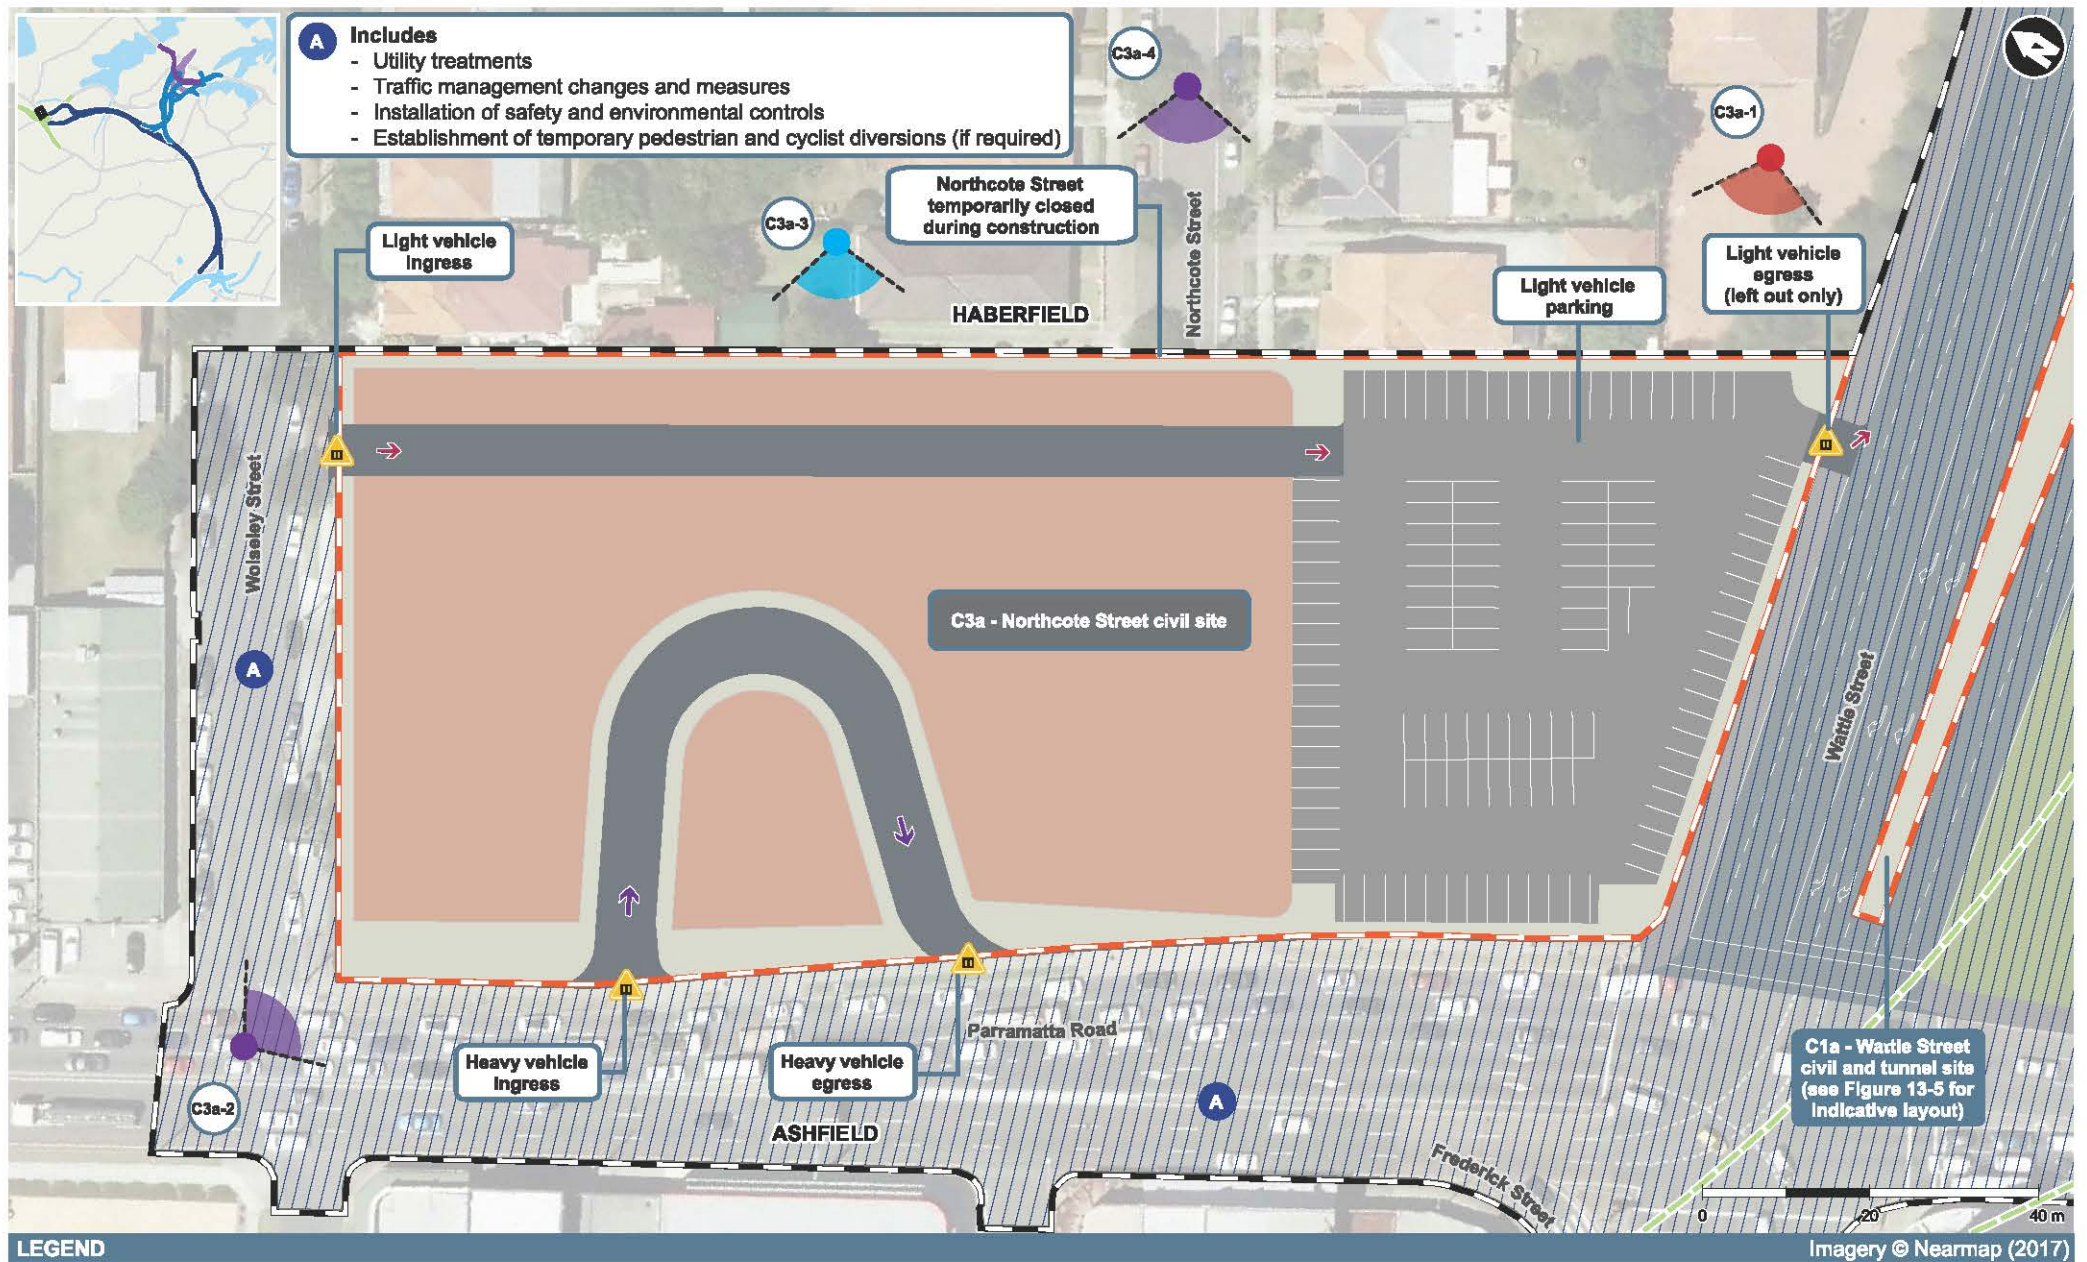 A
Includes
- Utility treatments
- Traffic management changes and measures
- Installation of safety and environmental controls
- Establishment of temporary pedestrian and cyclist diversions (if required)
C3a-4
C3a-1
Northcote Street
temporarily closed
during construction
Northcote Street
C3a-3
Light vehicle
ingress
Light vehicle
egress
(left out only)
Light vehicle
parking
HABERFIELD
Wolseley Street
C3a - Northcote Street civil site
A
Wattle Street
Parramatta Road
Heavy vehicle
ingress
Heavy vehicle
egress
C1a - Wattle Street
civil and tunnel site
(see Figure 13-5 for
indicative layout)
C3a-2
A
ASHFIELD
Frederick Street
0 20 40 m
LEGEND
Imagery © Nearmap (2017)